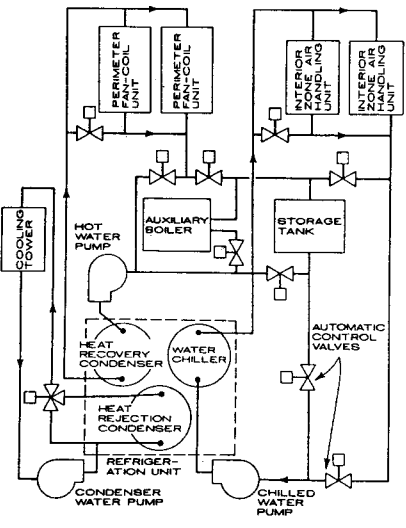 PERIMETER
FAN-COIL
UNIT
PERIMETER
FAN-COIL
UNIT
INTERIOR
ZONE AIR
HANDLING
UNIT
INTERIOR
ZONE AIR
HANDLING
UNIT
AUXILIARY
BOILER
STORAGE
TANK
COOLING
TOWER
HOT
WATER
PUMP
AUTOMATIC
CONTROL
VALVES
HEAT
RECOVERY
CONDENSER
WATER
CHILLER
HEAT
REJECTION
CONDENSER
REFRIGER-
ATION UNIT
CONDENSER
WATER PUMP
CHILLED
WATER
PUMP